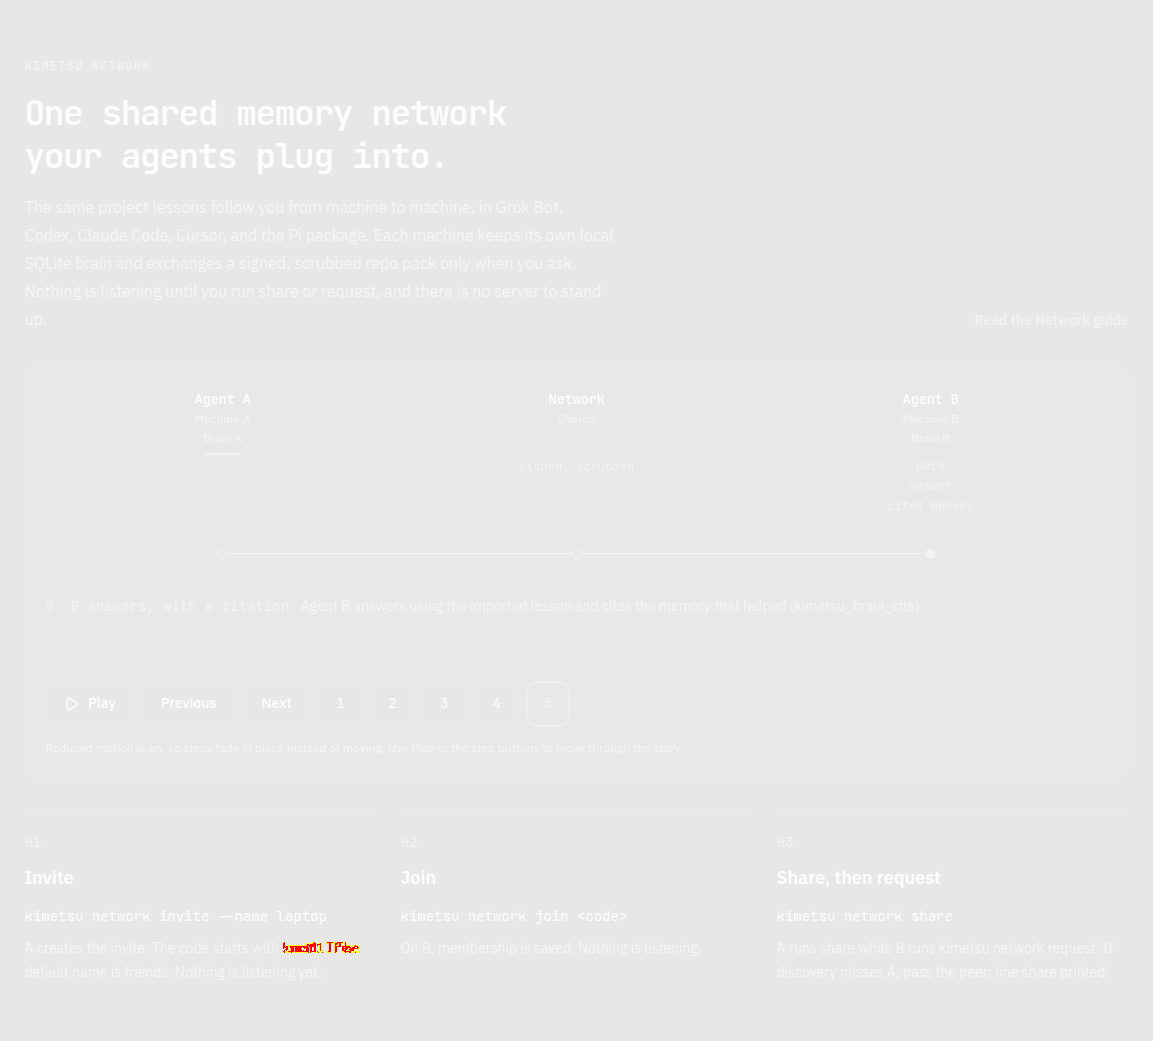 KIMETSU NETWORK
One shared memory network
your agents plug into.
The same project lessons follow you from machine to machine, in Grok Bot,
Codex, Claude Code, Cursor, and the Pi package. Each machine keeps its own local
SQLite brain and exchanges a signed, scrubbed repo pack only when you ask.
Nothing is listening until you run share or request, and there is no server to stand
up.
Read the Network guide
Agent A
Machine A
Brain A
Network
Shared
signed, scrubbed
Agent B
Machine B
Brain B
pack
answer
cited memory
5. B answers, with a citation. Agent B answers using the imported lesson and cites the memory that helped (kimetsu_brain_cite).
Play
Previous
Next
1
2
3
4
5
Reduced motion is on, so steps fade in place instead of moving. Use Play or the step buttons to move through the story.
01
Invite
kimetsu network invite --name laptop
A creates the invite. The code starts with
default name is friends. Nothing is listening yet.
02
Join
kimetsu network join <code>
On B, membership is saved. Nothing is listening.
03
Share, then request
kimetsu network share
A runs share while B runs kimetsu network request. If
discovery misses A, pass the peer: line share printed.